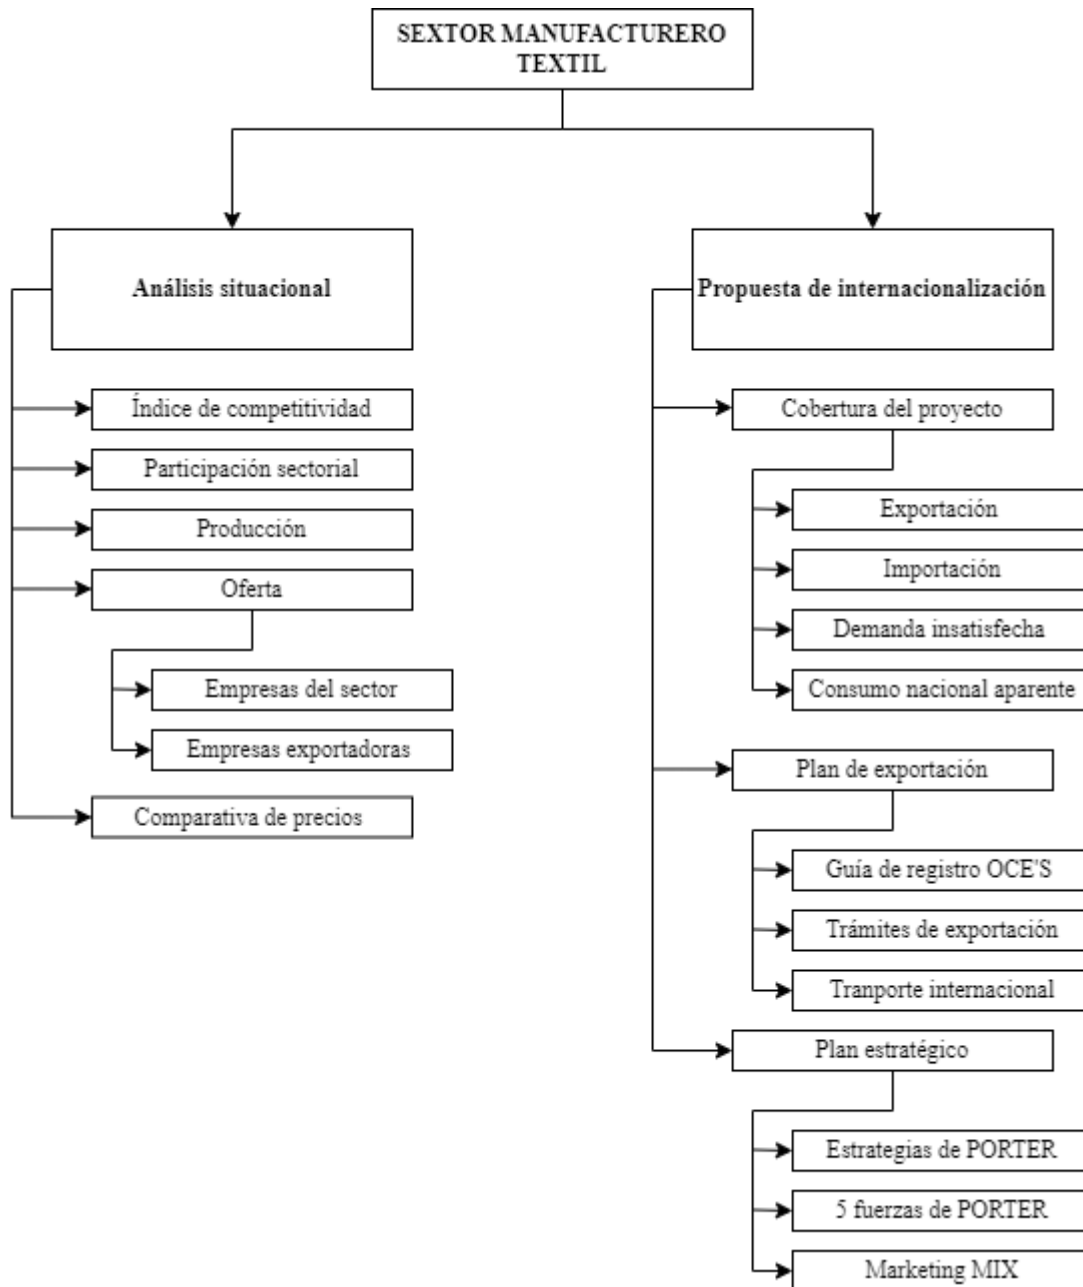 SEXTOR MANUFACTURERO
TEXTIL
Análisis situacional
Índice de competitividad
Participación sectorial
Producción
Oferta
Empresas del sector
Empresas exportadoras
Comparativa de precios
Propuesta de internacionalización
Cobertura del proyecto
Exportación
Importación
Demanda insatisfecha
Consumo nacional aparente
Plan de exportación
Guía de registro OCE'S
Trámites de exportación
Tranporte internacional
Plan estratégico
Estrategias de PORTER
5 fuerzas de PORTER
Marketing MIX